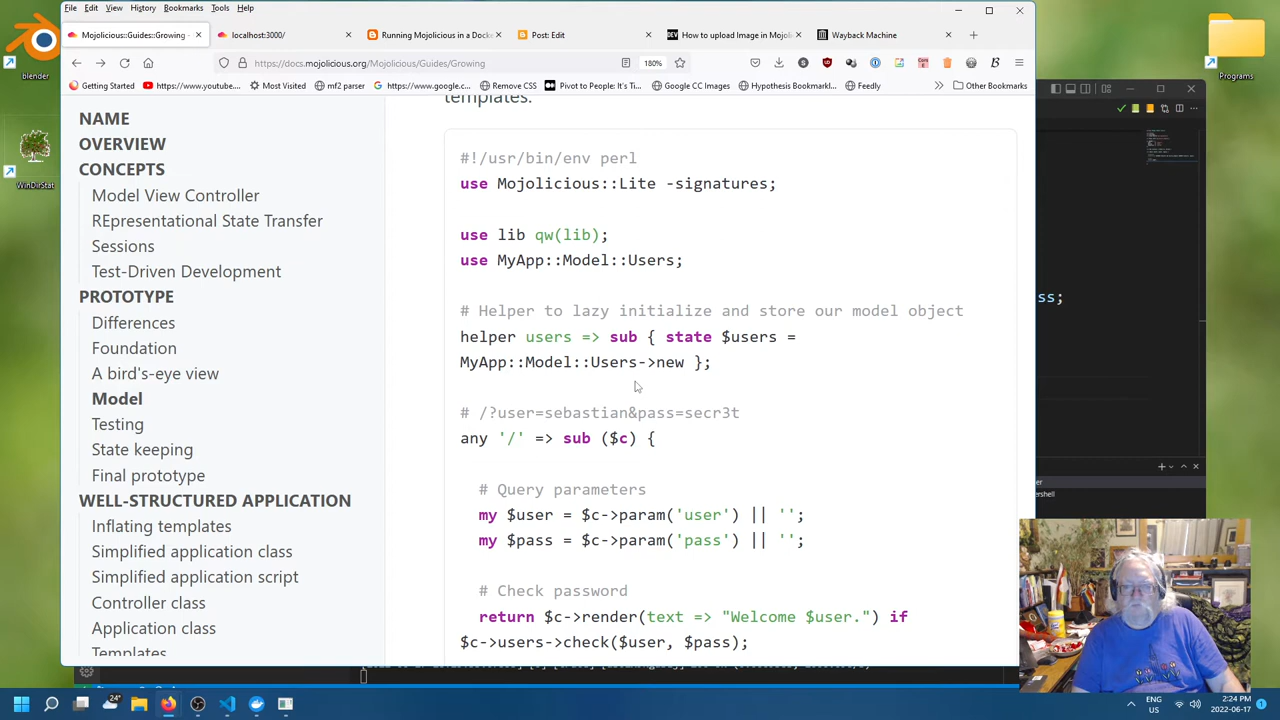 File Edit View History Bookmarks Tools Help
Mojolicious::Guides::Growing -
localhost:3000/
Running Mojolicious in a Dock
Post: Edit
How to upload Image in Mojoli
Wayback Machine
https://docs.mojolicious.org/Mojolicious/Guides/Growing
180%
Getting Started
https://www.youtube....
Most Visited
mf2 parser
https://www.google.c...
Remove CSS
Pivot to People: It's Ti...
Google CC Images
Hypothesis Bookmarkl...
Feedly
Other Bookmarks
blender
WinDirStat
Programs
NAME
OVERVIEW
CONCEPTS
Model View Controller
REpresentational State Transfer
Sessions
Test-Driven Development
PROTOTYPE
Differences
Foundation
A bird's-eye view
Model
Testing
State keeping
Final prototype
WELL-STRUCTURED APPLICATION
Inflating templates
Simplified application class
Simplified application script
Controller class
Application class
Templates
templates.
#!/usr/bin/env perl
use Mojolicious::Lite -signatures;
use lib qw(lib);
use MyApp::Model::Users;
# Helper to lazy initialize and store our model object
helper users => sub { state $users =
MyApp::Model::Users->new };
# /?user=sebastian&pass=secr3t
any '/' => sub ($c) {
# Query parameters
my $user = $c->param('user') || '';
my $pass = $c->param('pass') || '';
# Check password
return $c->render(text => "Welcome $user.") if
$c->users->check($user, $pass);
ss;
24°
ENG
US
2:24 PM
2022-06-17